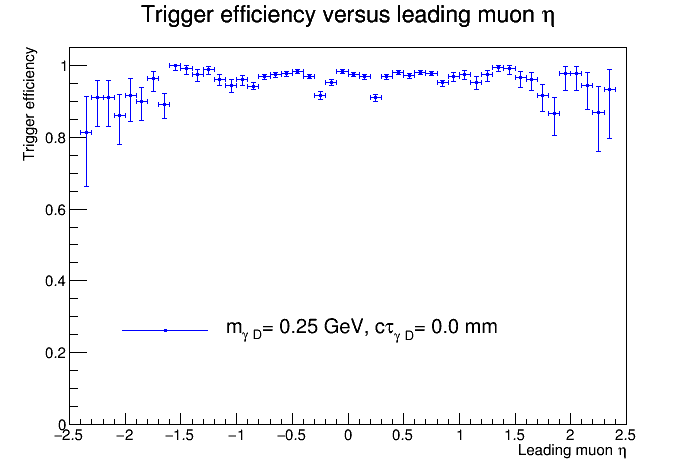 Trigger efficiency versus leading muon η
Trigger efficiency
1
0.8
0.6
0.4
0.2
0
m_γ D= 0.25 GeV, cτ_γ D= 0.0 mm
−2.5 −2 −1.5 −1 −0.5 0 0.5 1 1.5 2 2.5
Leading muon η